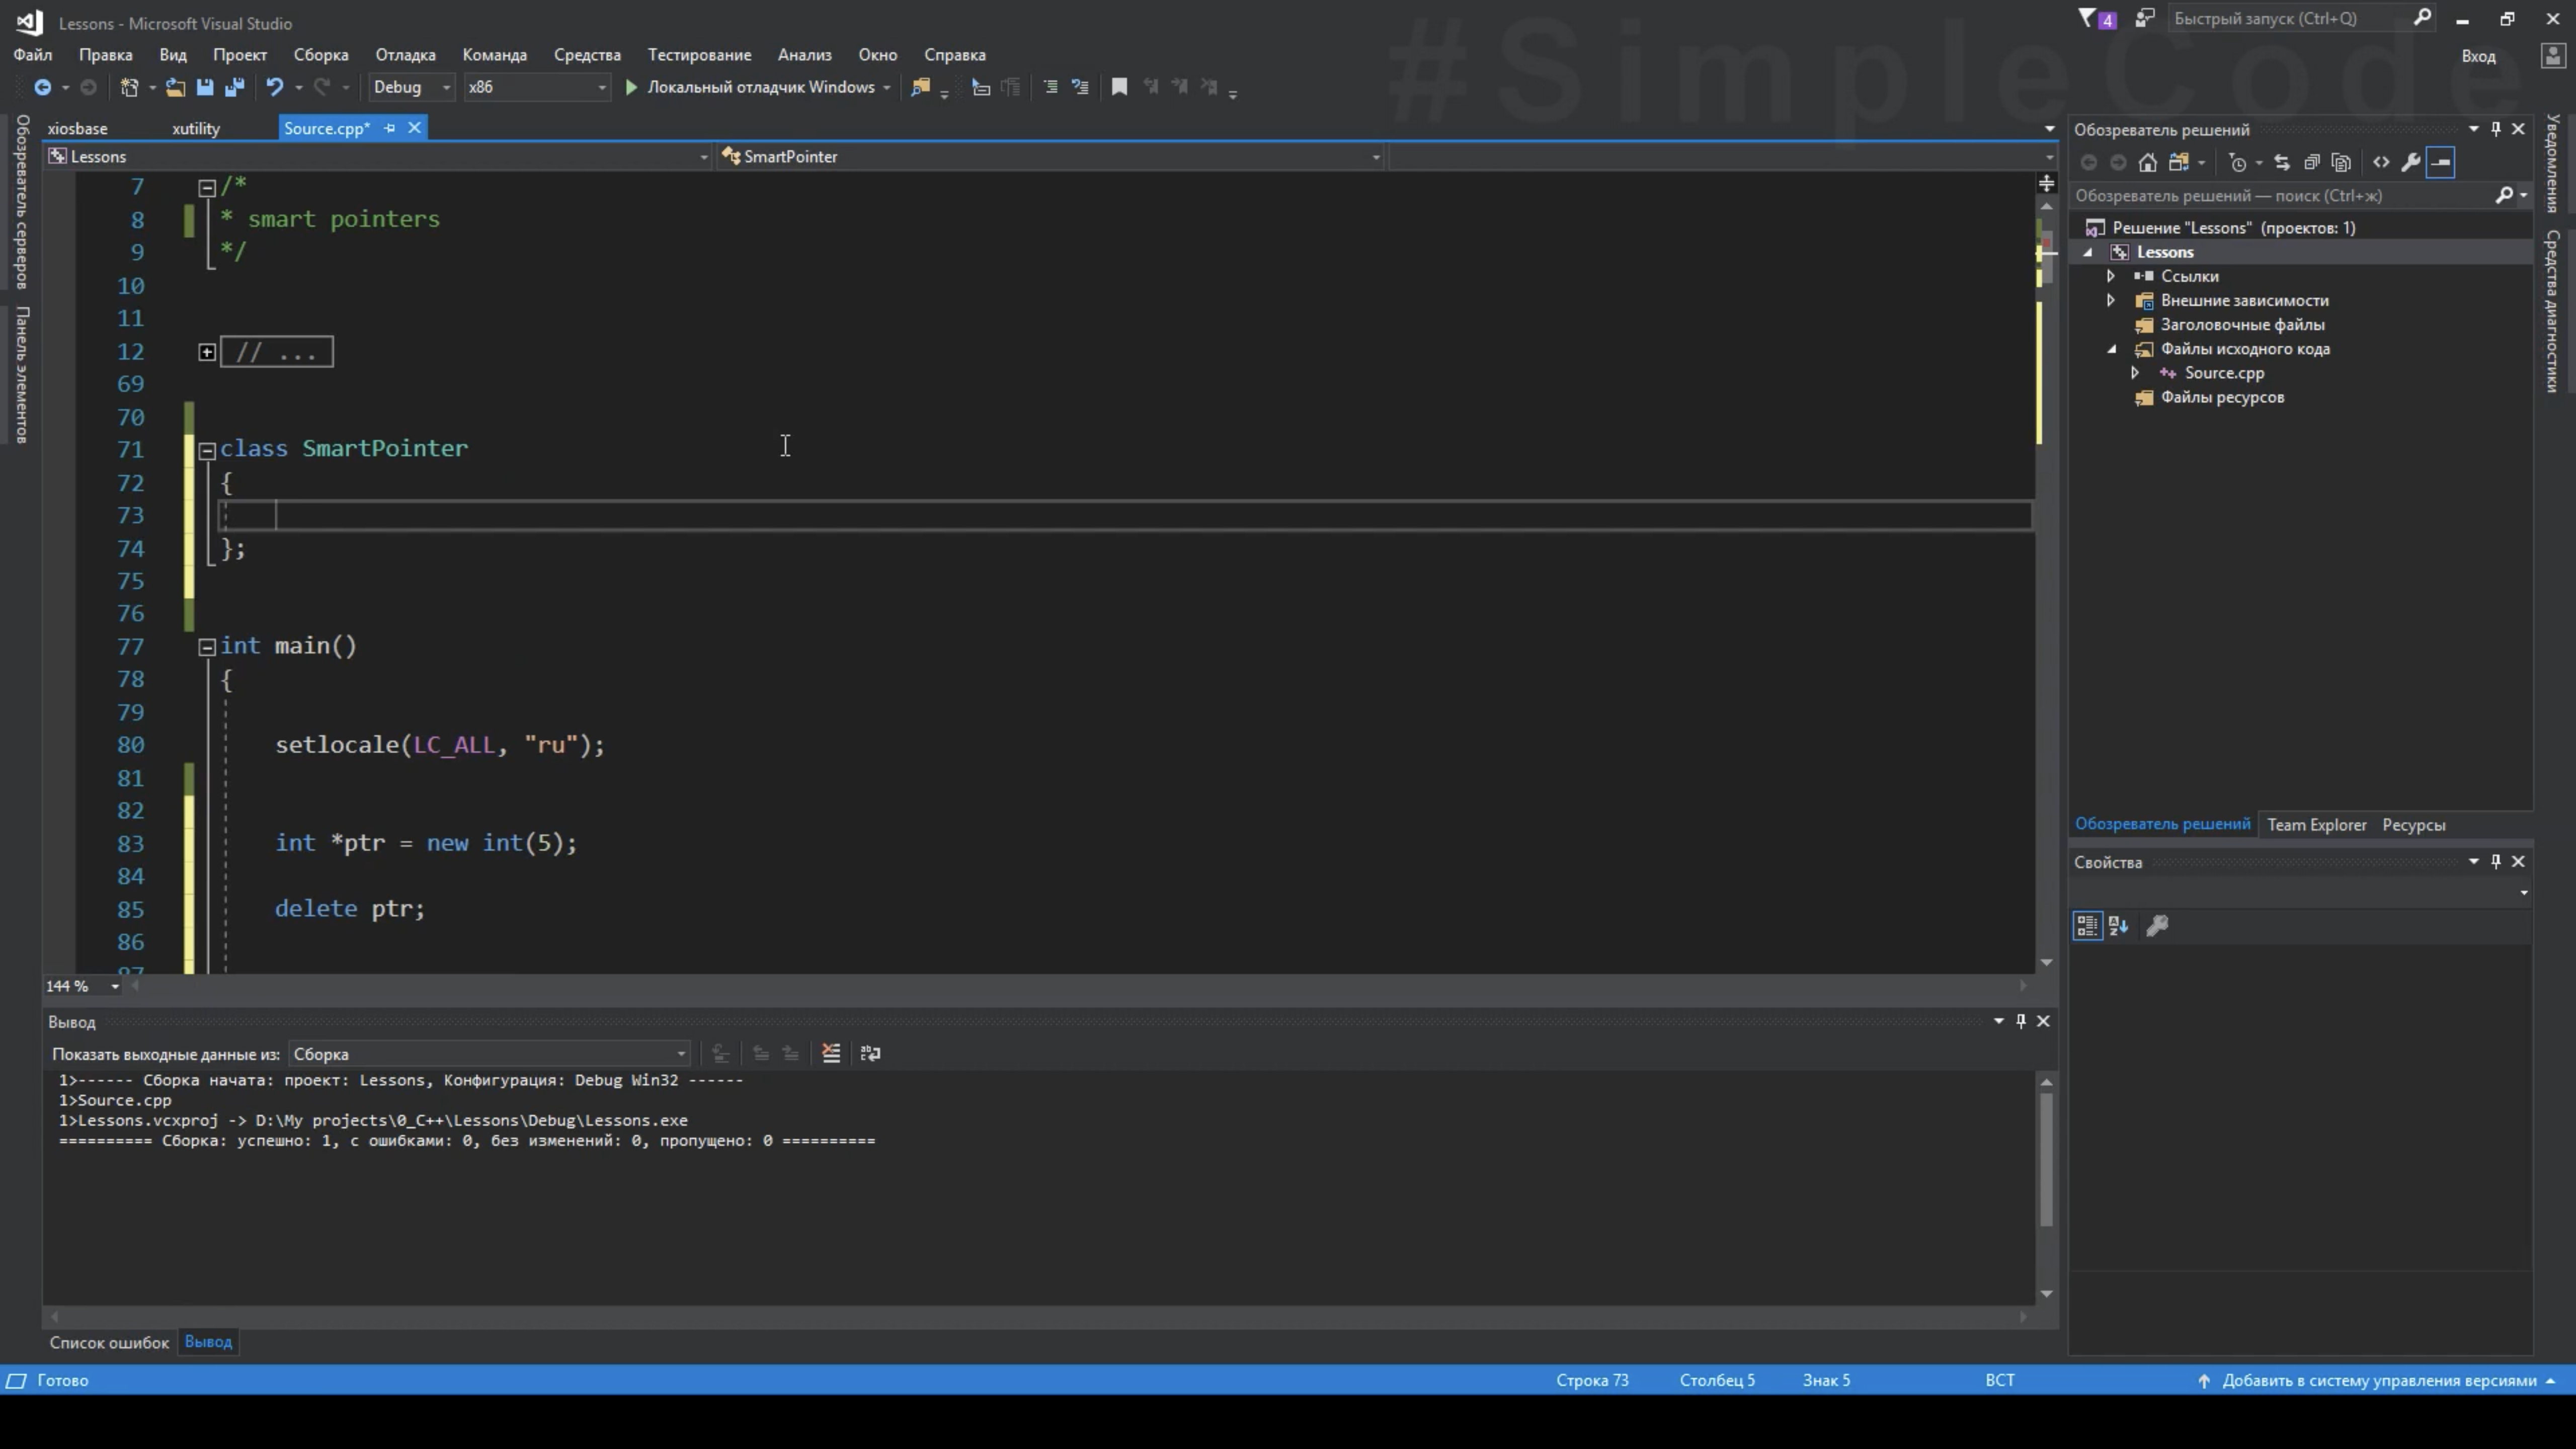 Lessons - Microsoft Visual Studio
#SimpleCode
4
Быстрый запуск (Ctrl+Q)
Файл Правка Вид Проект Сборка Отладка Команда Средства Тестирование Анализ Окно Справка
Вход
Debug x86 Локальный отладчик Windows
Обозреватель серверов
Панель элементов
xiosbase xutility Source.cpp*
Lessons SmartPointer
7 /*
8 * smart pointers
9 */
10
11
12 // ...
69
70
71 class SmartPointer
72 {
73
74 };
75
76
77 int main()
78 {
79
80 setlocale(LC_ALL, "ru");
81
82
83 int *ptr = new int(5);
84
85 delete ptr;
86
87
144 %
Вывод
Показать выходные данные из: Сборка
1>------ Сборка начата: проект: Lessons, Конфигурация: Debug Win32 ------
1>Source.cpp
1>Lessons.vcxproj -> D:\My projects\0_C++\Lessons\Debug\Lessons.exe
========== Сборка: успешно: 1, с ошибками: 0, без изменений: 0, пропущено: 0 ==========
Список ошибок Вывод
Обозреватель решений
Обозреватель решений — поиск (Ctrl+ж)
Решение "Lessons" (проектов: 1)
Lessons
Ссылки
Внешние зависимости
Заголовочные файлы
Файлы исходного кода
Source.cpp
Файлы ресурсов
Обозреватель решений Team Explorer Ресурсы
Свойства
Уведомления
Средства диагностики
Готово Строка 73 Столбец 5 Знак 5 ВСТ Добавить в систему управления версиями